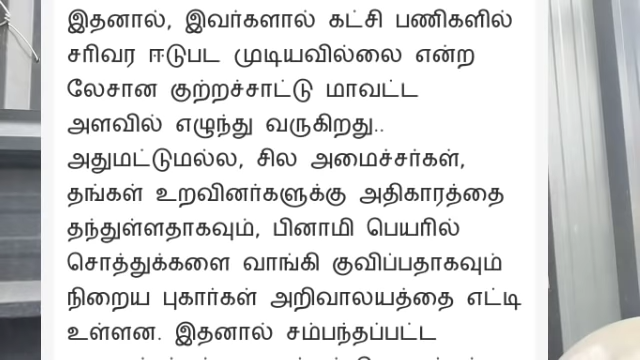 இதனால், இவர்களால் கட்சி பணிகளில்
சரிவர ஈடுபட முடியவில்லை என்ற
லேசான குற்றச்சாட்டு மாவட்ட
அளவில் எழுந்து வருகிறது..
அதுமட்டுமல்ல, சில அமைச்சர்கள்,
தங்கள் உறவினர்களுக்கு அதிகாரத்தை
தந்துள்ளதாகவும், பினாமி பெயரில்
சொத்துக்களை வாங்கி குவிப்பதாகவும்
நிறைய புகார்கள் அறிவாலயத்தை எட்டி
உள்ளன. இதனால் சம்பந்தப்பட்ட